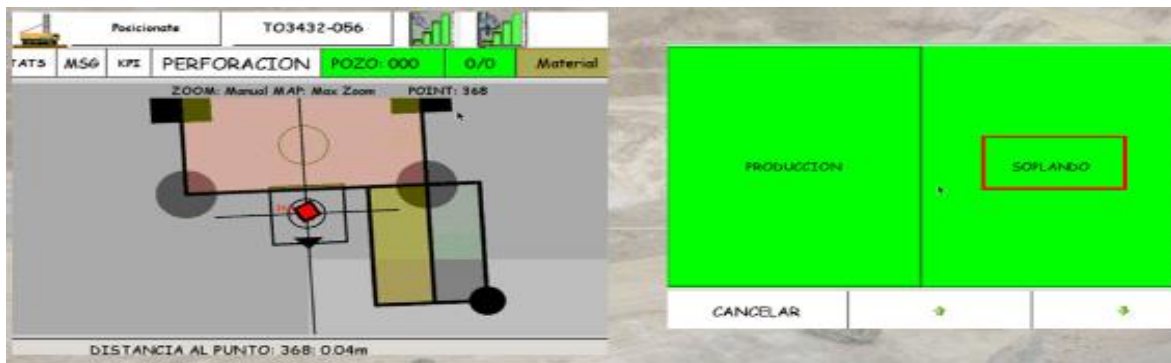 Posicionate TO3432-056
TATS MSG KPI PERFORACION POZO: 000 0/0 Material
ZOOM: Manual MAP: Max Zoom POINT: 368
DISTANCIA AL PUNTO: 368: 0.04m
PRODUCCION SOPLANDO
CANCELAR